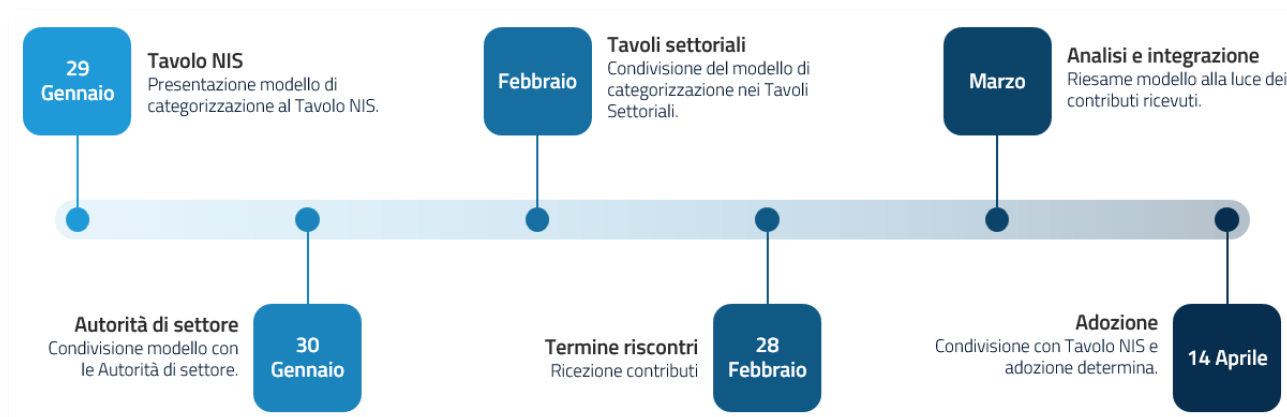 29
Gennaio
Tavolo NIS
Presentazione modello di
categorizzazione al Tavolo NIS.
Febbraio
Tavoli settoriali
Condivisione del modello di
categorizzazione nei Tavoli
Settoriali.
Marzo
Analisi e integrazione
Riesame modello alla luce dei
contributi ricevuti.
Autorità di settore
Condivisione modello con
le Autorità di settore.
30
Gennaio
Termine riscontri
Ricezione contributi
28
Febbraio
Adozione
Condivisione con Tavolo NIS e
adozione determina.
14 Aprile